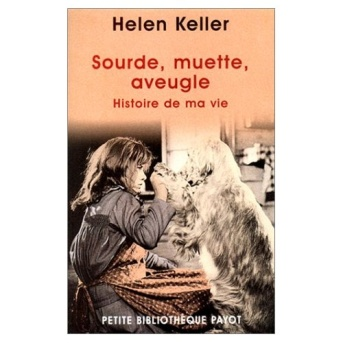 Helen Keller
Sourde, muette,
aveugle
Histoire de ma vie
PETITE BIBLIOTHÈQUE PAYOT